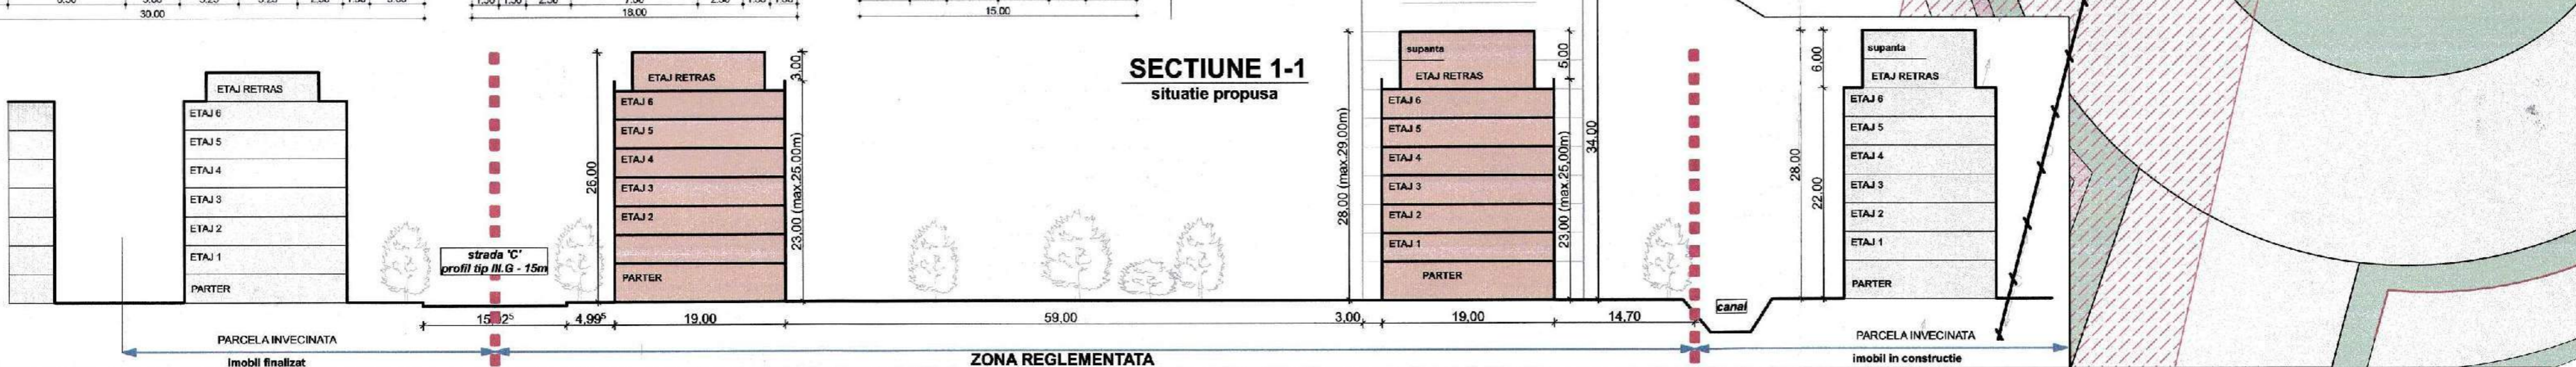 30.00
18.00
15.00
SECTIUNE 1-1
situatie propusa
ETAJ RETRAS
ETAJ 6
ETAJ 5
ETAJ 4
ETAJ 3
ETAJ 2
ETAJ 1
PARTER
strada 'C'
profil tip III.G - 15m
26.00
ETAJ RETRAS
ETAJ 6
ETAJ 5
ETAJ 4
ETAJ 3
ETAJ 2
PARTER
3.00
23.00 (max.25.00m)
28.00 (max.29.00m)
supanta
ETAJ RETRAS
ETAJ 6
ETAJ 5
ETAJ 4
ETAJ 3
ETAJ 2
ETAJ 1
PARTER
5.00
23.00 (max.25.00m)
34.00
canal
28.00
6.00
22.00
supanta
ETAJ RETRAS
ETAJ 6
ETAJ 5
ETAJ 4
ETAJ 3
ETAJ 2
ETAJ 1
PARTER
4.99⁵ 19.00 59.00 3.00 19.00 14.70
PARCELA INVECINATA
Imobil finalizat
ZONA REGLEMENTATA
PARCELA INVECINATA
imobil in constructie